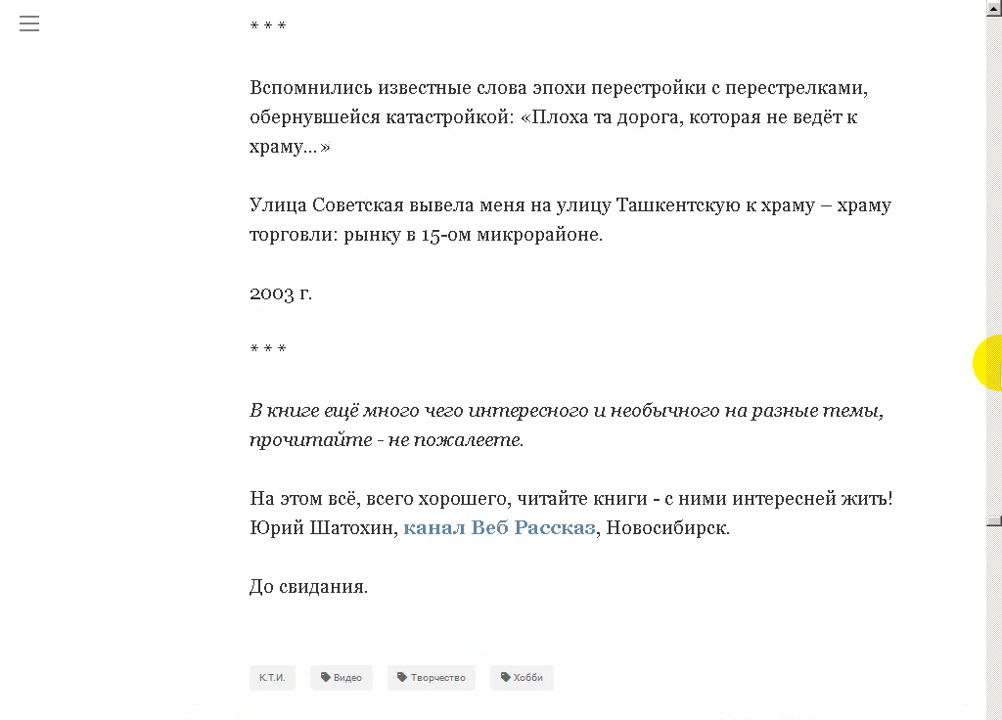 * * *
Вспомнились известные слова эпохи перестройки с перестрелками,
обернувшейся катастройкой: «Плоха та дорога, которая не ведёт к
храму...»
Улица Советская вывела меня на улицу Ташкентскую к храму – храму
торговли: рынку в 15-ом микрорайоне.
2003 г.
* * *
В книге ещё много чего интересного и необычного на разные темы,
прочитайте - не пожалеете.
На этом всё, всего хорошего, читайте книги - с ними интересней жить!
Юрий Шатохин, канал Веб Рассказ, Новосибирск.
До свидания.
К.Т.И. Видео Творчество Хобби